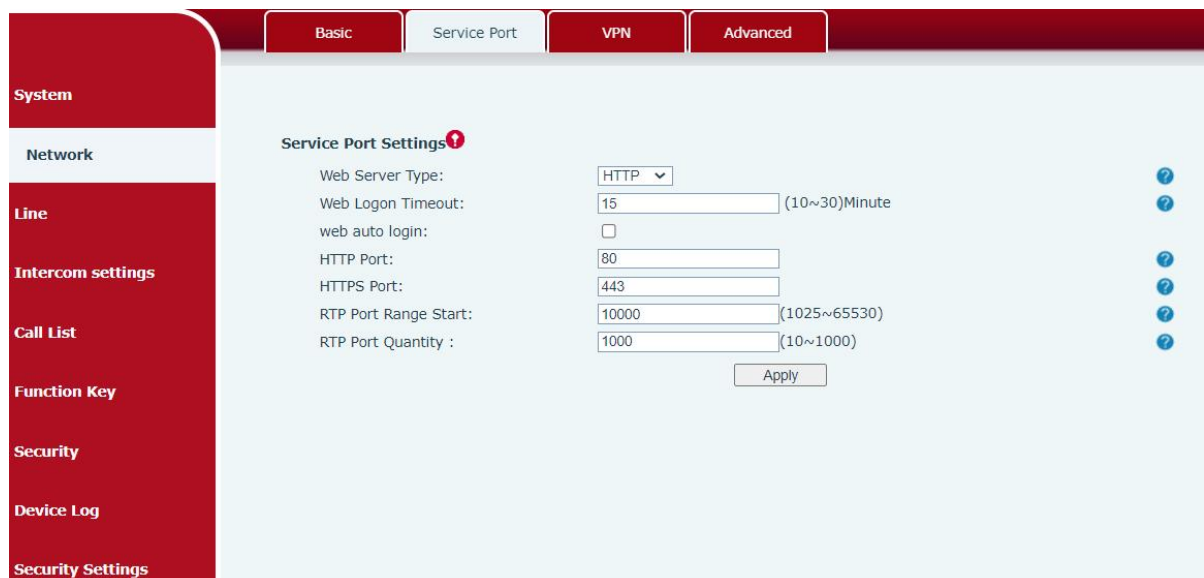 Basic
Service Port
VPN
Advanced
System
Network
Line
Intercom settings
Call List
Function Key
Security
Device Log
Security Settings
Service Port Settings
Web Server Type: HTTP
Web Logon Timeout: 15 (10~30)Minute
web auto login:
HTTP Port: 80
HTTPS Port: 443
RTP Port Range Start: 10000 (1025~65530)
RTP Port Quantity : 1000 (10~1000)
Apply